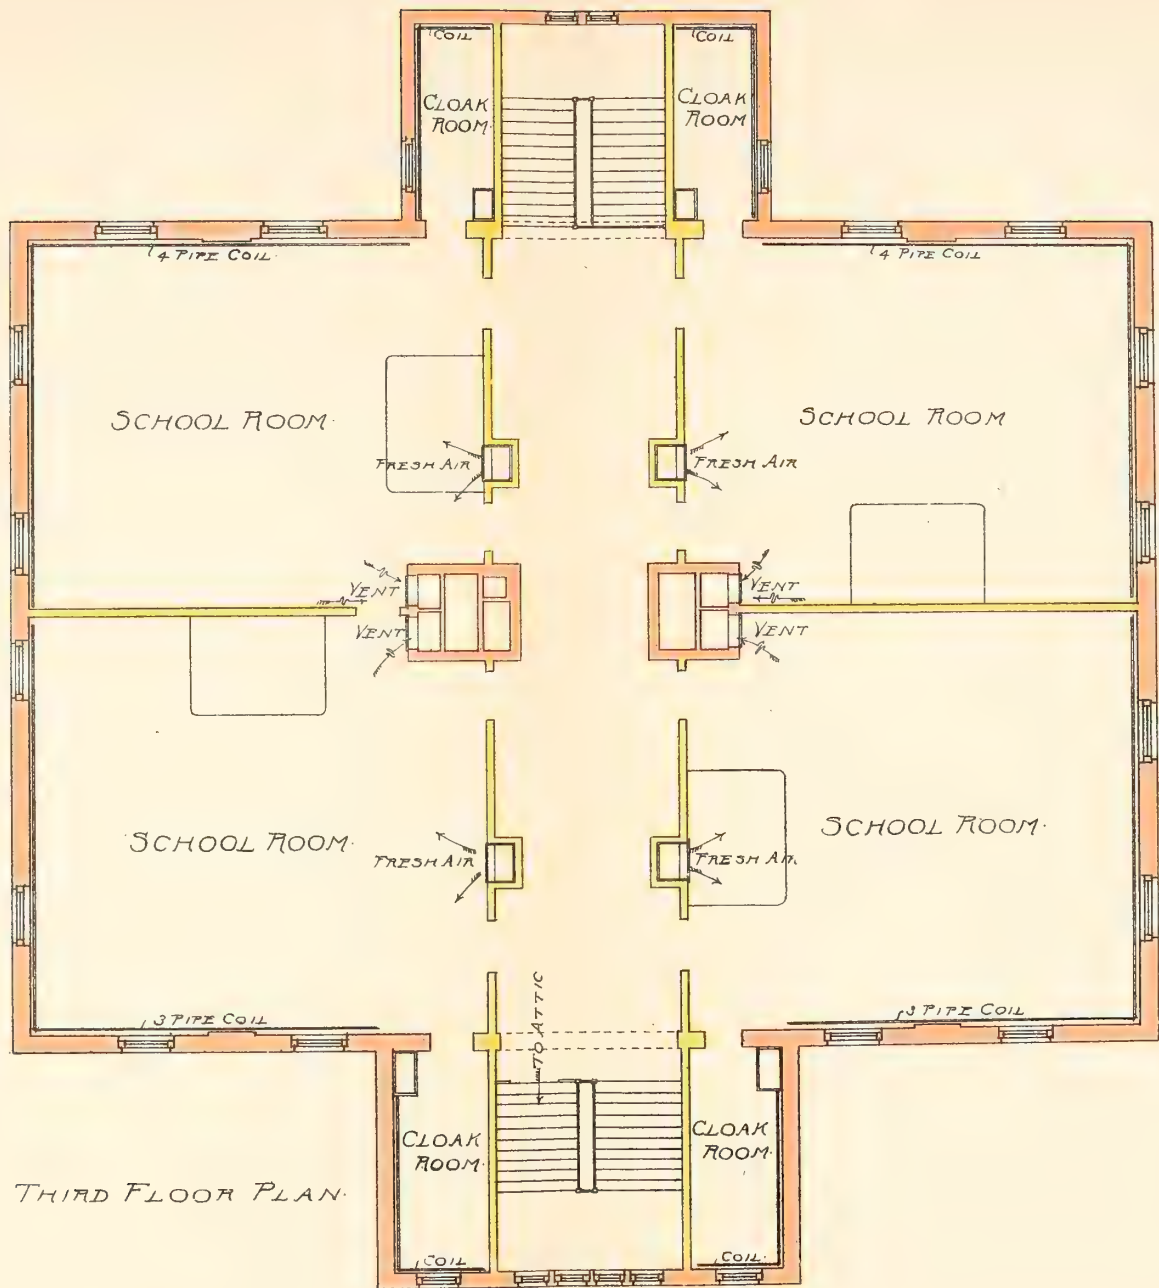 COIL
COIL
CLOAK
ROOM.
CLOAK
ROOM
4 PIPE COIL.
4 PIPE COIL
SCHOOL ROOM.
SCHOOL ROOM
FRESH AIR
FRESH AIR
VENT
VENT
VENT
VENT
SCHOOL ROOM.
SCHOOL ROOM.
FRESH AIR
FRESH AIR.
3 PIPE COIL
3 PIPE COIL
TO ATTIC
CLOAK
ROOM.
CLOAK
ROOM.
THIRD FLOOR PLAN.
COIL
COIL.